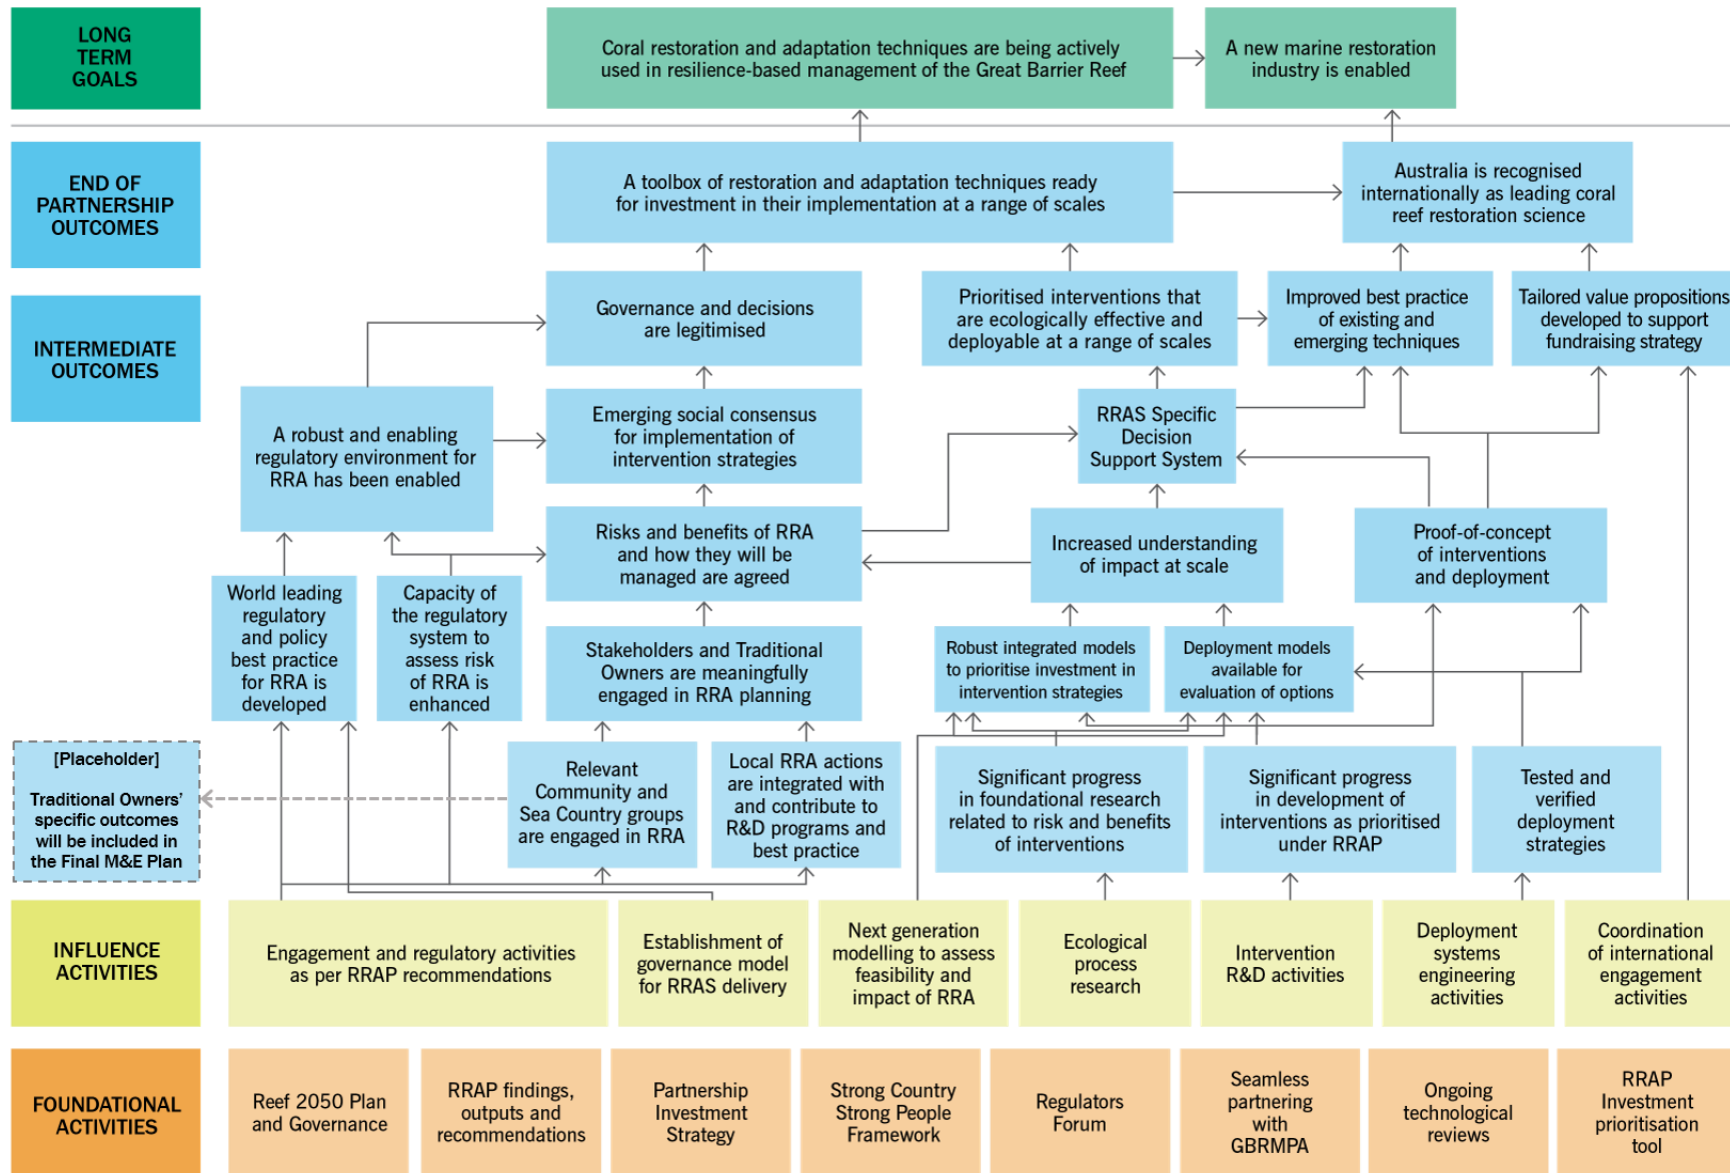 LONG
TERM
GOALS
Coral restoration and adaptation techniques are being actively
used in resilience-based management of the Great Barrier Reef
A new marine restoration
industry is enabled
END OF
PARTNERSHIP
OUTCOMES
A toolbox of restoration and adaptation techniques ready
for investment in their implementation at a range of scales
Australia is recognised
internationally as leading coral
reef restoration science
INTERMEDIATE
OUTCOMES
Governance and decisions
are legitimised
Prioritised interventions that
are ecologically effective and
deployable at a range of scales
Improved best practice
of existing and
emerging techniques
Tailored value propositions
developed to support
fundraising strategy
A robust and enabling
regulatory environment for
RRA has been enabled
Emerging social consensus
for implementation of
intervention strategies
RRAS Specific
Decision
Support System
Risks and benefits of RRA
and how they will be
managed are agreed
Increased understanding
of impact at scale
Proof-of-concept
of interventions
and deployment
World leading
regulatory
and policy
best practice
for RRA is
developed
Capacity of
the regulatory
system to
assess risk
of RRA is
enhanced
Stakeholders and Traditional
Owners are meaningfully
engaged in RRA planning
Robust integrated models
to prioritise investment in
intervention strategies
Deployment models
available for
evaluation of options
[Placeholder]
Traditional Owners'
specific outcomes
will be included in
the Final M&E Plan
Relevant
Community and
Sea Country groups
are engaged in RRA
Local RRA actions
are integrated with
and contribute to
R&D programs and
best practice
Significant progress
in foundational research
related to risk and benefits
of interventions
Significant progress
in development of
interventions as prioritised
under RRAP
Tested and
verified
deployment
strategies
INFLUENCE
ACTIVITIES
Engagement and regulatory activities
as per RRAP recommendations
Establishment of
governance model
for RRAS delivery
Next generation
modelling to assess
feasibility and
impact of RRA
Ecological
process
research
Intervention
R&D activities
Deployment
systems
engineering
activities
Coordination
of international
engagement
activities
FOUNDATIONAL
ACTIVITIES
Reef 2050 Plan
and Governance
RRAP findings,
outputs and
recommendations
Partnership
Investment
Strategy
Strong Country
Strong People
Framework
Regulators
Forum
Seamless
partnering
with
GBRMPA
Ongoing
technological
reviews
RRAP
Investment
prioritisation
tool